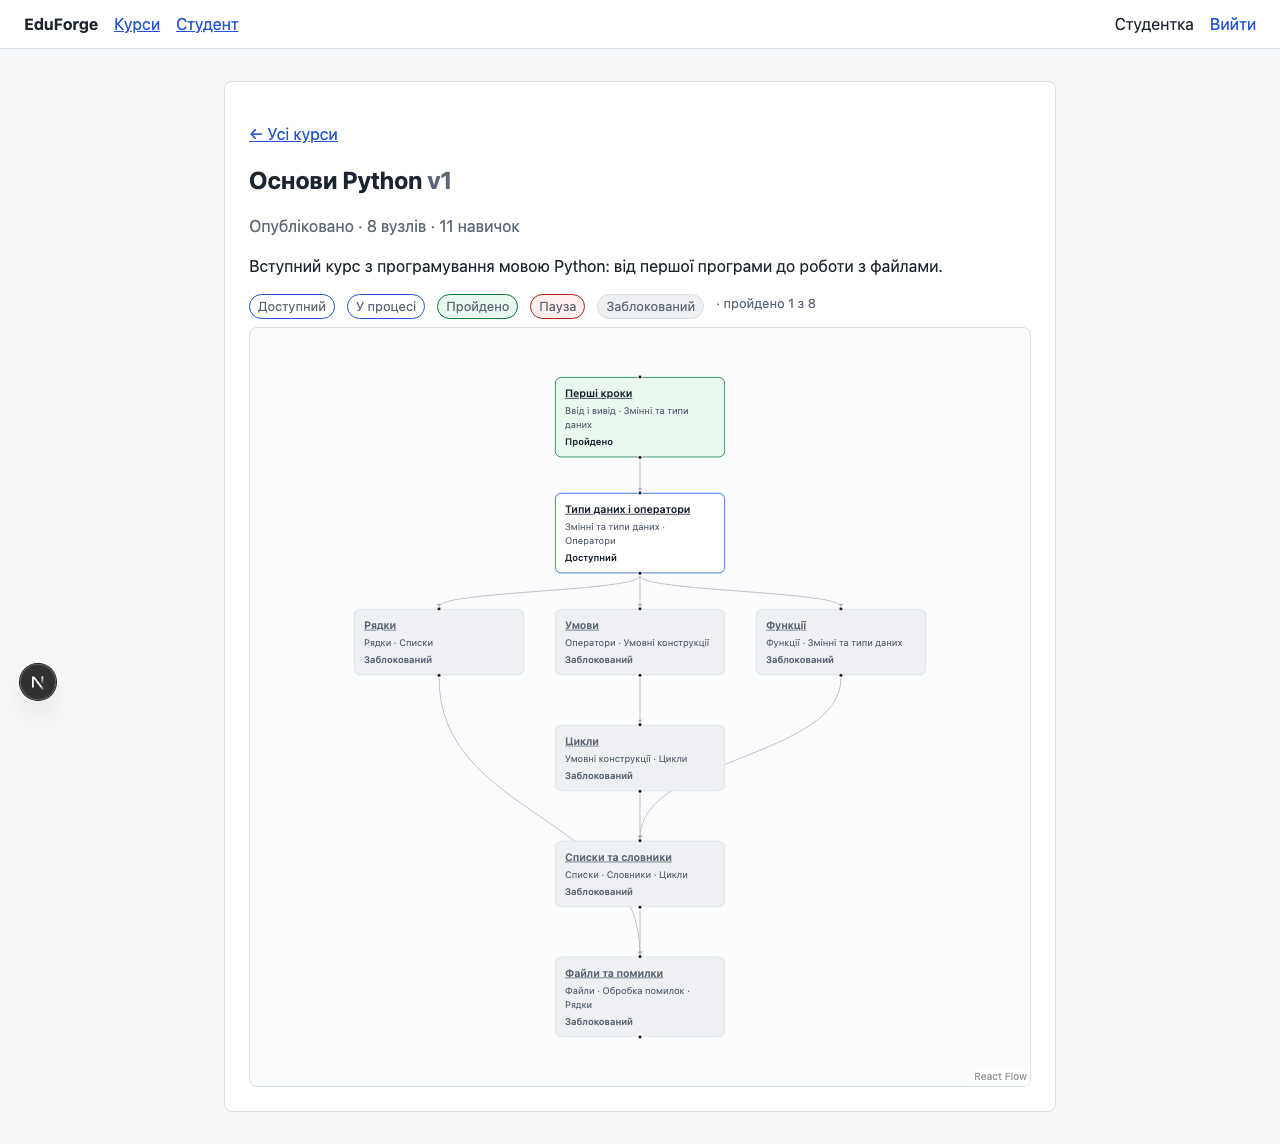 EduForge Курси Студент Студентка Вийти
← Усі курси
Основи Python v1
Опубліковано · 8 вузлів · 11 навичок
Вступний курс з програмування мовою Python: від першої програми до роботи з файлами.
Доступний У процесі Пройдено Пауза Заблокований · пройдено 1 з 8
Перші кроки
Ввід і вивід · Змінні та типи
даних
Пройдено
Типи даних і оператори
Змінні та типи даних ·
Оператори
Доступний
Рядки
Рядки · Списки
Заблокований
Умови
Оператори · Умовні конструкції
Заблокований
Функції
Функції · Змінні та типи даних
Заблокований
N
Цикли
Умовні конструкції · Цикли
Заблокований
Списки та словники
Списки · Словники · Цикли
Заблокований
Файли та помилки
Файли · Обробка помилок ·
Рядки
Заблокований
React Flow